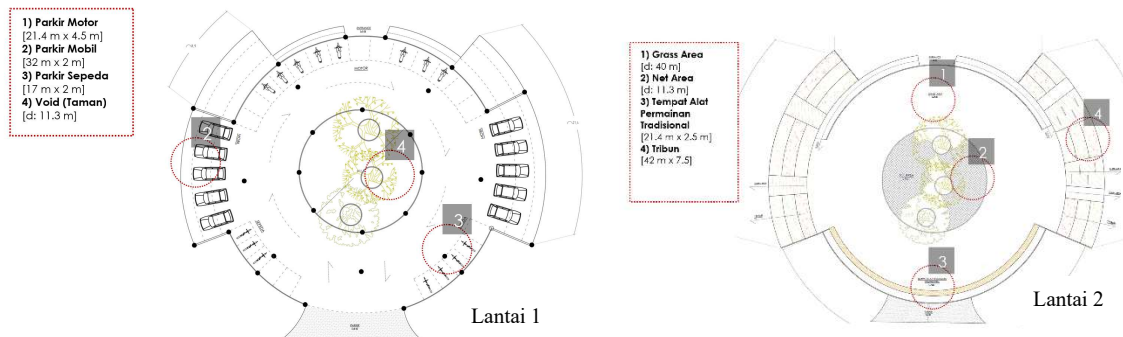 1) Parkir Motor
[21.4 m x 4.5 m]
2) Parkir Mobil
[32 m x 2 m]
3) Parkir Sepeda
[17 m x 2 m]
4) Void (Taman)
[d: 11.3 m]
2
4
3
Lantai 1
1) Grass Area
[d: 40 m]
2) Net Area
[d: 11.3 m]
3) Tempat Alat
Permainan
Tradisional
[21.4 m x 2.5 m]
4) Tribun
[42 m x 7.5]
1
4
2
3
Lantai 2